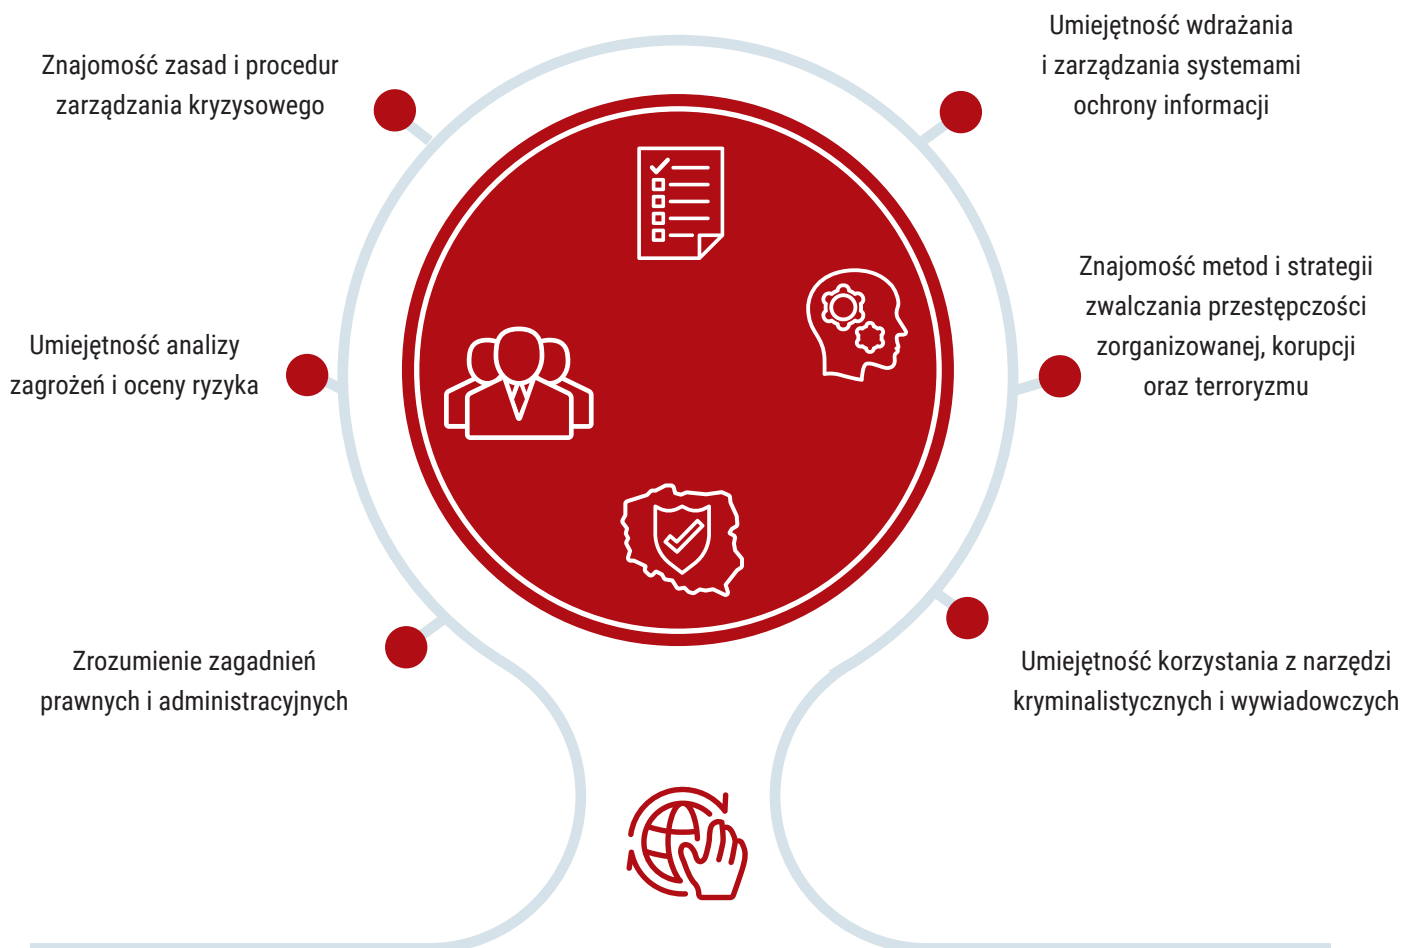 Znajomość zasad i procedur
zarządzania kryzysowego
Umiejętność analizy
zagrożeń i oceny ryzyka
Zrozumienie zagadnień
prawnych i administracyjnych
Umiejętność wdrażania
i zarządzania systemami
ochrony informacji
Znajomość metod i strategii
zwalczania przestępczości
zorganizowanej, korupcji
oraz terroryzmu
Umiejętność korzystania z narzędzi
kryminalistycznych i wywiadowczych